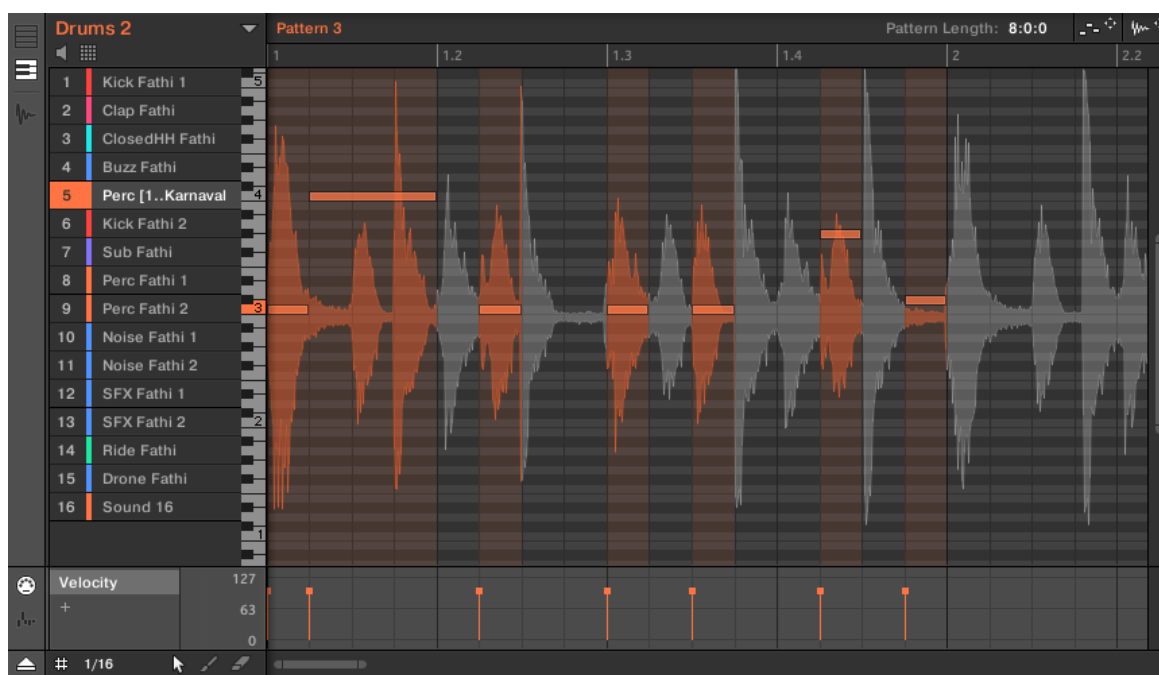 Drums 2
Pattern 3
Pattern Length: 8:0:0
1 1.2 1.3 1.4 2 2.2
1 Kick Fathi 1
2 Clap Fathi
3 ClosedHH Fathi
4 Buzz Fathi
5 Perc [1..Karnaval
6 Kick Fathi 2
7 Sub Fathi
8 Perc Fathi 1
9 Perc Fathi 2
10 Noise Fathi 1
11 Noise Fathi 2
12 SFX Fathi 1
13 SFX Fathi 2
14 Ride Fathi
15 Drone Fathi
16 Sound 16
5
4
3
2
1
Velocity
+
127
63
0
1/16